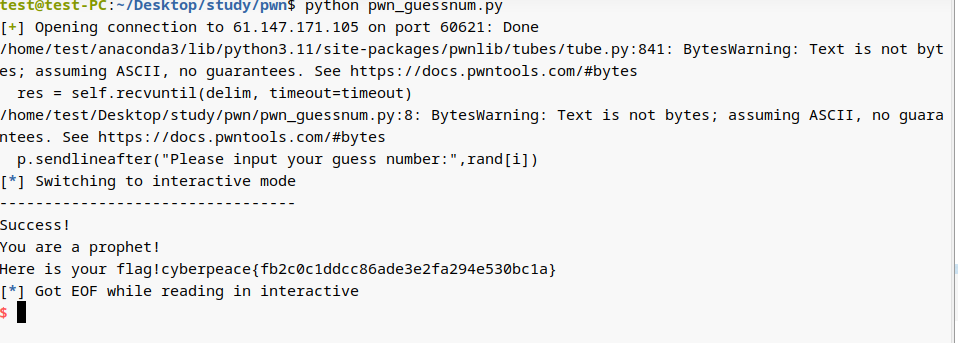 test@test-PC:~/Desktop/study/pwn$ python pwn_guessnum.py
[+] Opening connection to 61.147.171.105 on port 60621: Done
/home/test/anaconda3/lib/python3.11/site-packages/pwnlib/tubes/tube.py:841: BytesWarning: Text is not byt
es; assuming ASCII, no guarantees. See https://docs.pwntools.com/#bytes
  res = self.recvuntil(delim, timeout=timeout)
/home/test/Desktop/study/pwn/pwn_guessnum.py:8: BytesWarning: Text is not bytes; assuming ASCII, no guara
ntees. See https://docs.pwntools.com/#bytes
  p.sendlineafter("Please input your guess number:",rand[i])
[*] Switching to interactive mode
---------------------------------
Success!
You are a prophet!
Here is your flag!cyberpeace{fb2c0c1ddcc86ade3e2fa294e530bc1a}
[*] Got EOF while reading in interactive
$